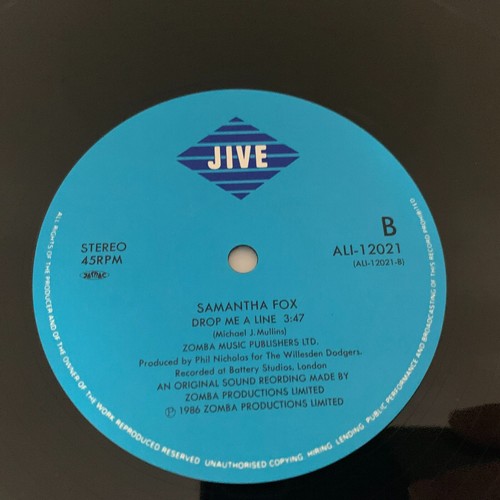 JIVE
STEREO
45RPM
JASRAC
B
ALI-12021
(ALI-12021-B)
SAMANTHA FOX
DROP ME A LINE 3:47
(Michael J. Mullins)
ZOMBA MUSIC PUBLISHERS LTD.
Produced by Phil Nicholas for The Willesden Dodgers.
Recorded at Battery Studios, London
AN ORIGINAL SOUND REORDING MADE BY
ZOMBA PRODUCTIONS LIMITED
℗ 1986 ZOMBA PRODUCTIONS LIMITED
ALL RIGHTS OF THE PRODUCER AND OF THE OWNER OF THE WORK REPRODUCED RESERVED. UNAUTHORISED COPYING, HIRING, LENDING, PUBLIC PERFORMANCE AND BROADCASTING OF THIS RECORD PROHIBITED